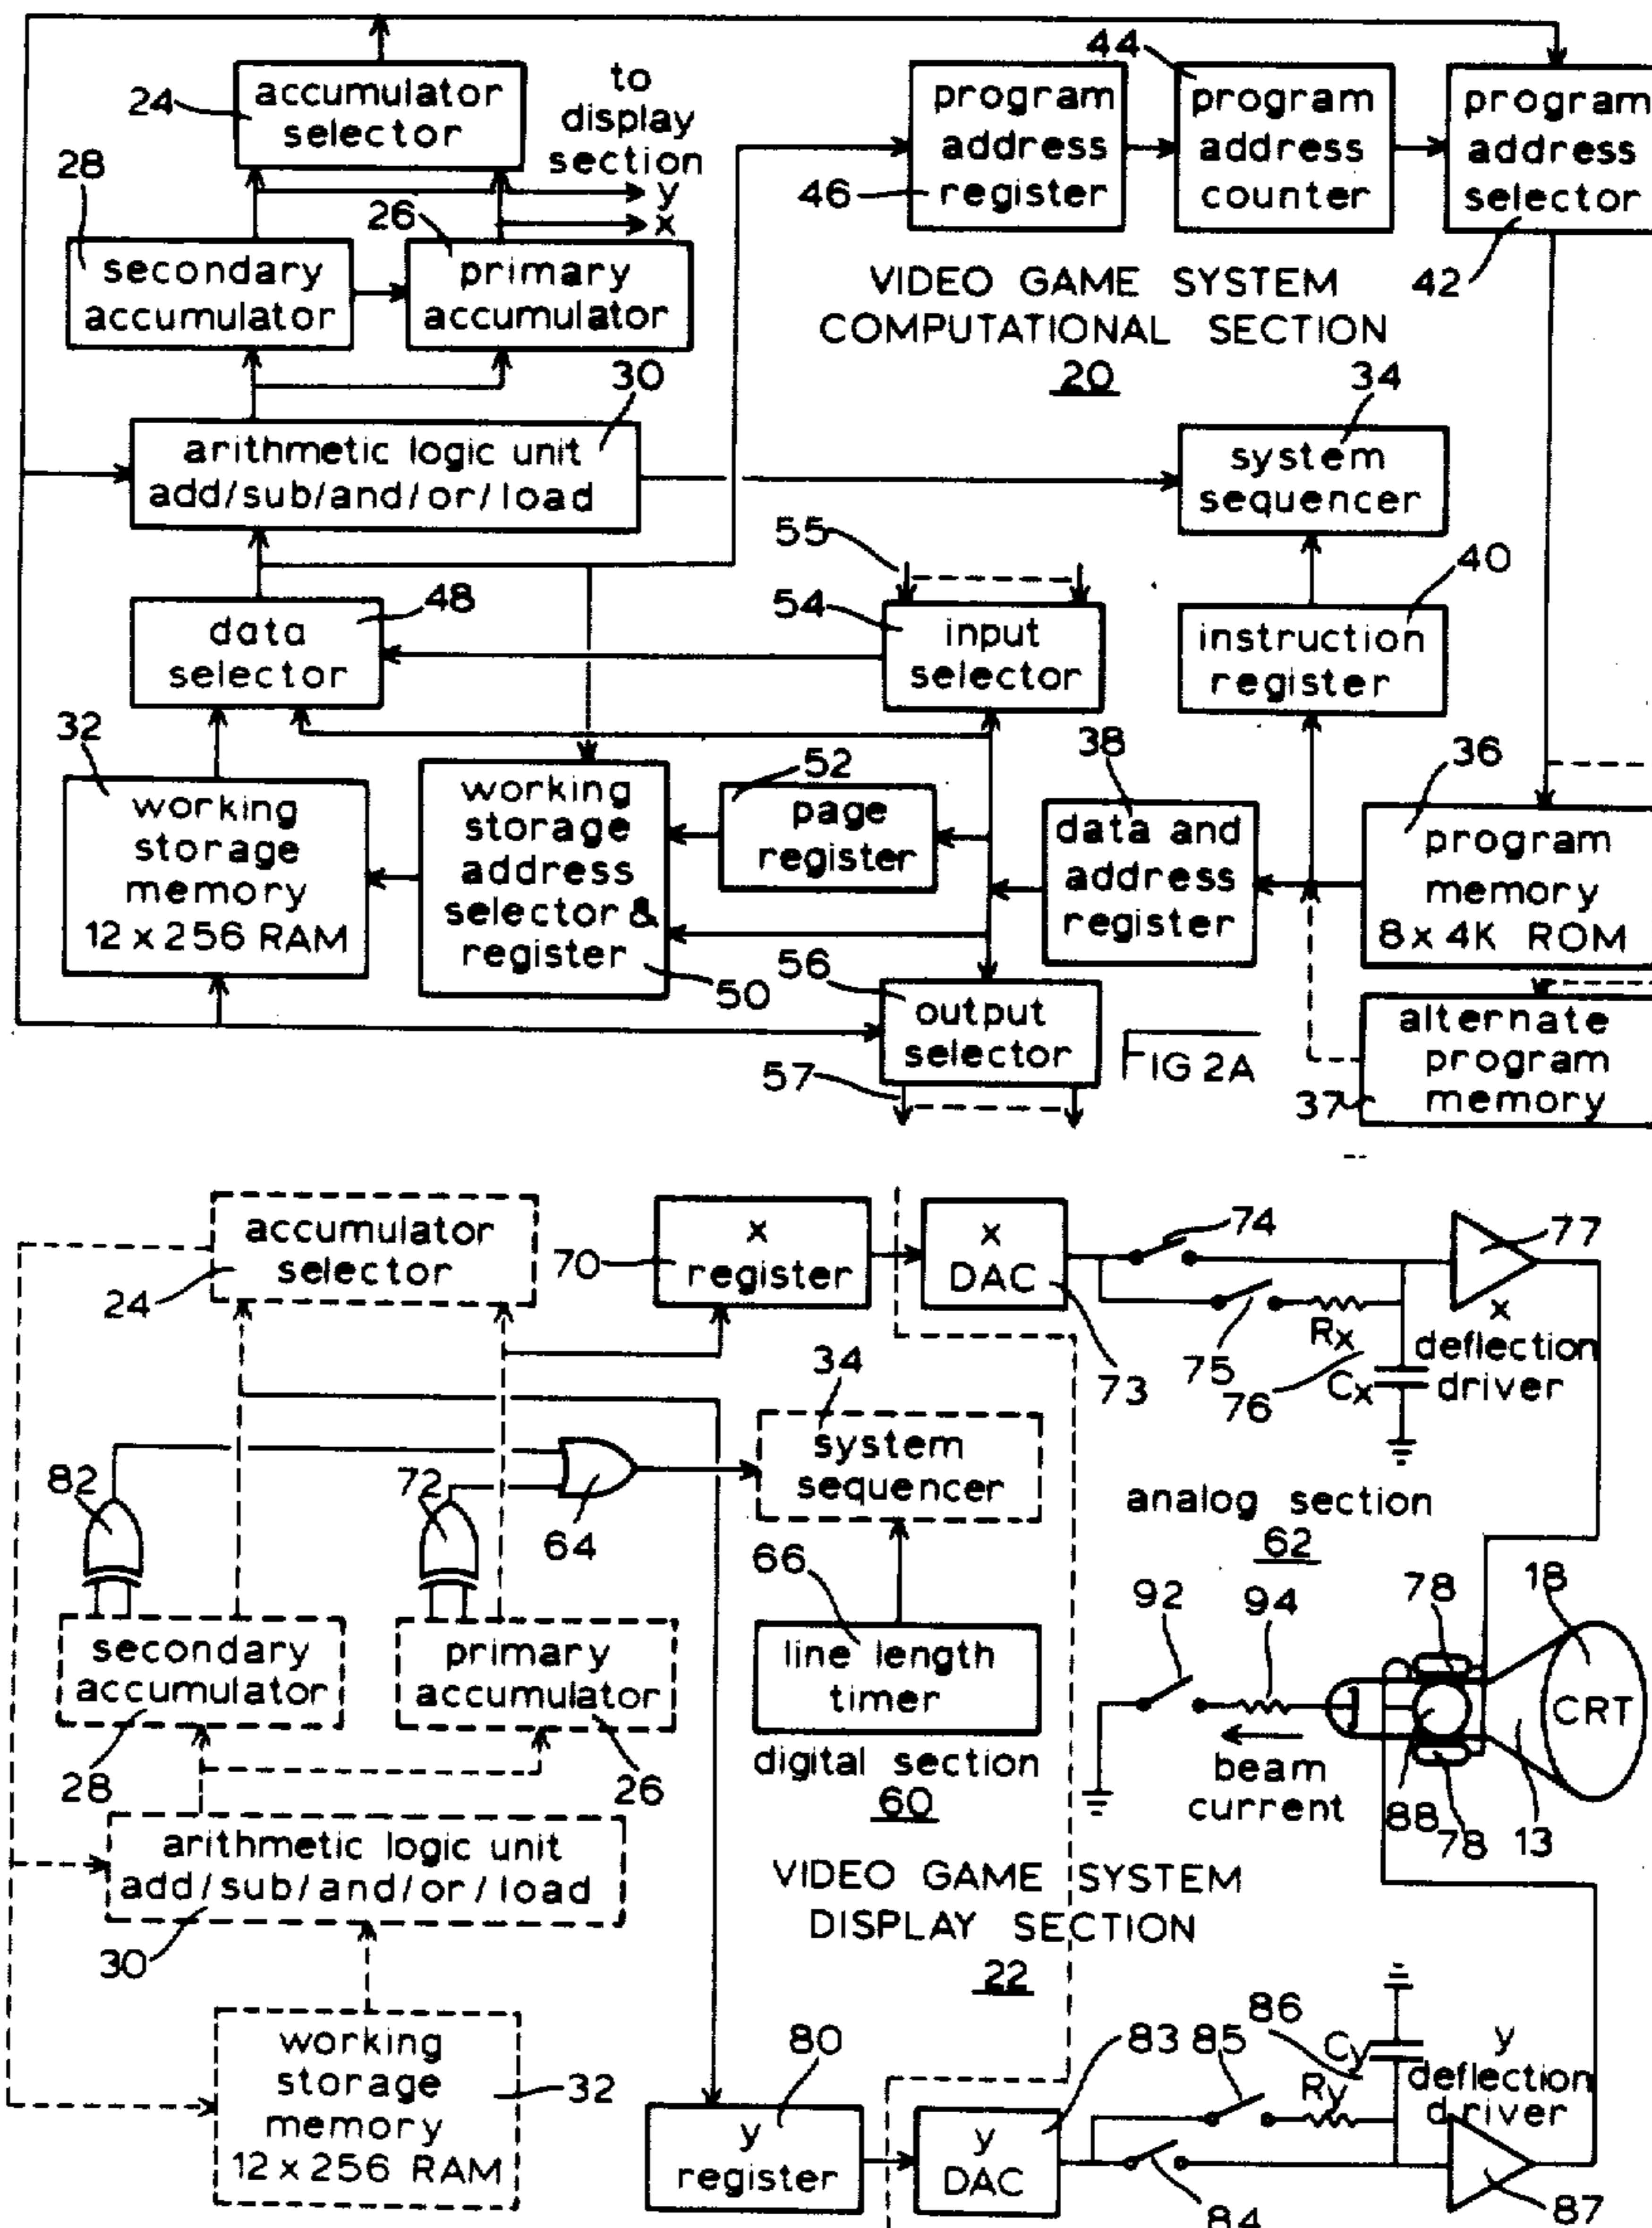 24
accumulator
selector
to
display
section
y
x
44
program
address
register
46
program
address
counter
program
address
selector
42
28
secondary
accumulator
26
primary
accumulator
VIDEO GAME SYSTEM
COMPUTATIONAL SECTION
20
30
arithmetic logic unit
add/sub/and/or/load
34
system
sequencer
55
48
data
selector
54
input
selector
40
instruction
register
32
working
storage
memory
12 x 256 RAM
working
storage
address
selector &
register
50
52
page
register
38
data and
address
register
36
program
memory
8 x 4K ROM
56
output
selector
57
FIG 2A
alternate
program
memory
37
accumulator
selector
24
70
x
register
x
DAC
73
74
75
Rx
76
Cx
77
x
deflection
driver
34
system
sequencer
82
72
64
analog section
62
66
line length
timer
digital section
60
secondary
accumulator
28
primary
accumulator
26
92
94
beam
current
78
18
CRT
88
78
13
arithmetic logic unit
add/sub/and/or/load
30
VIDEO GAME SYSTEM
DISPLAY SECTION
22
working
storage
memory
12 x 256 RAM
32
80
y
register
y
DAC
83
85
86
Cy
Ry
y
deflection
driver
84
87